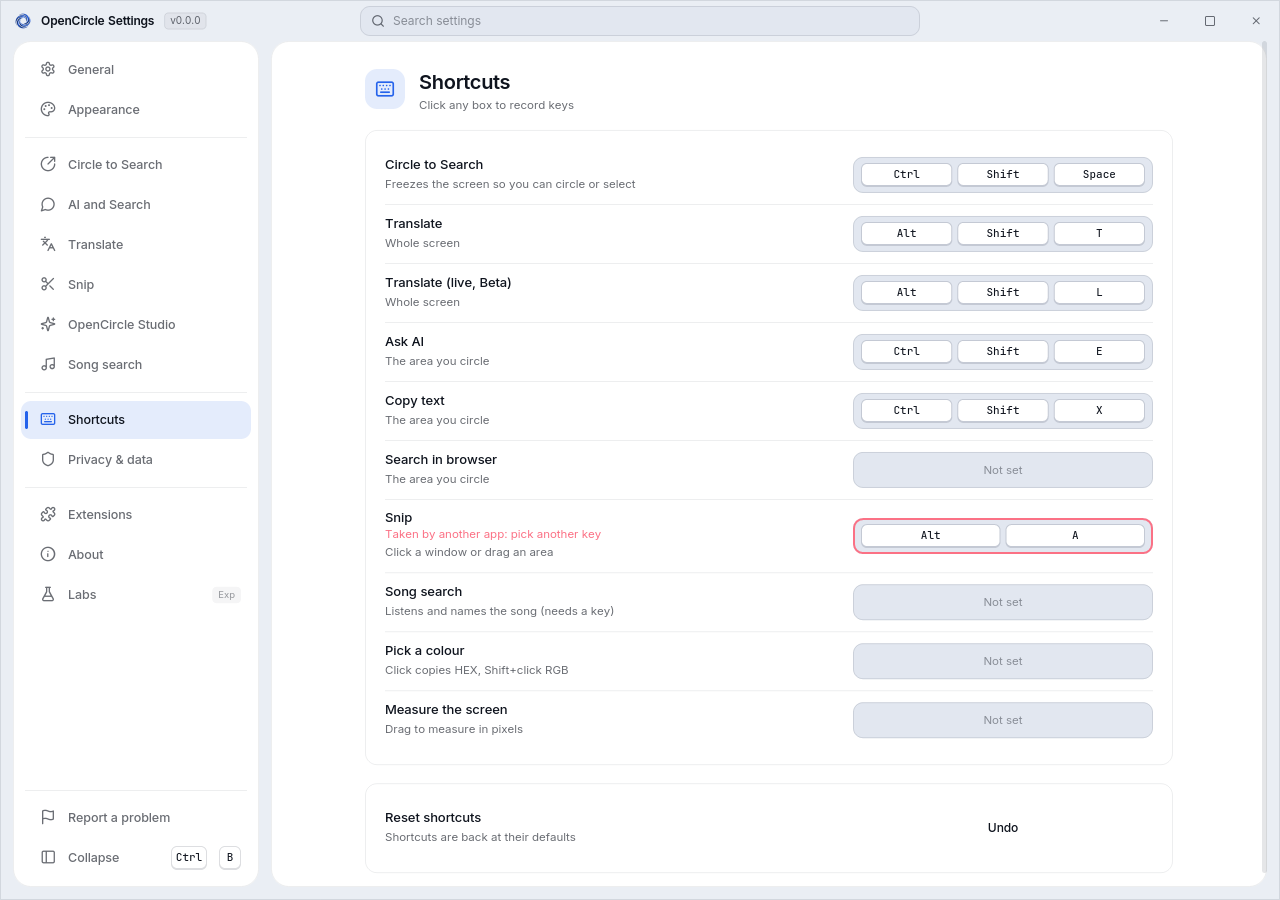 OpenCircle Settings v0.0.0
Search settings
General
Appearance
Circle to Search
AI and Search
Translate
Snip
OpenCircle Studio
Song search
Shortcuts
Privacy & data
Extensions
About
Labs Exp
Report a problem
Collapse Ctrl B
Shortcuts
Click any box to record keys
Circle to Search
Freezes the screen so you can circle or select
Ctrl Shift Space
Translate
Whole screen
Alt Shift T
Translate (live, Beta)
Whole screen
Alt Shift L
Ask AI
The area you circle
Ctrl Shift E
Copy text
The area you circle
Ctrl Shift X
Search in browser
The area you circle
Not set
Snip
Taken by another app: pick another key
Click a window or drag an area
Alt A
Song search
Listens and names the song (needs a key)
Not set
Pick a colour
Click copies HEX, Shift+click RGB
Not set
Measure the screen
Drag to measure in pixels
Not set
Reset shortcuts
Shortcuts are back at their defaults
Undo